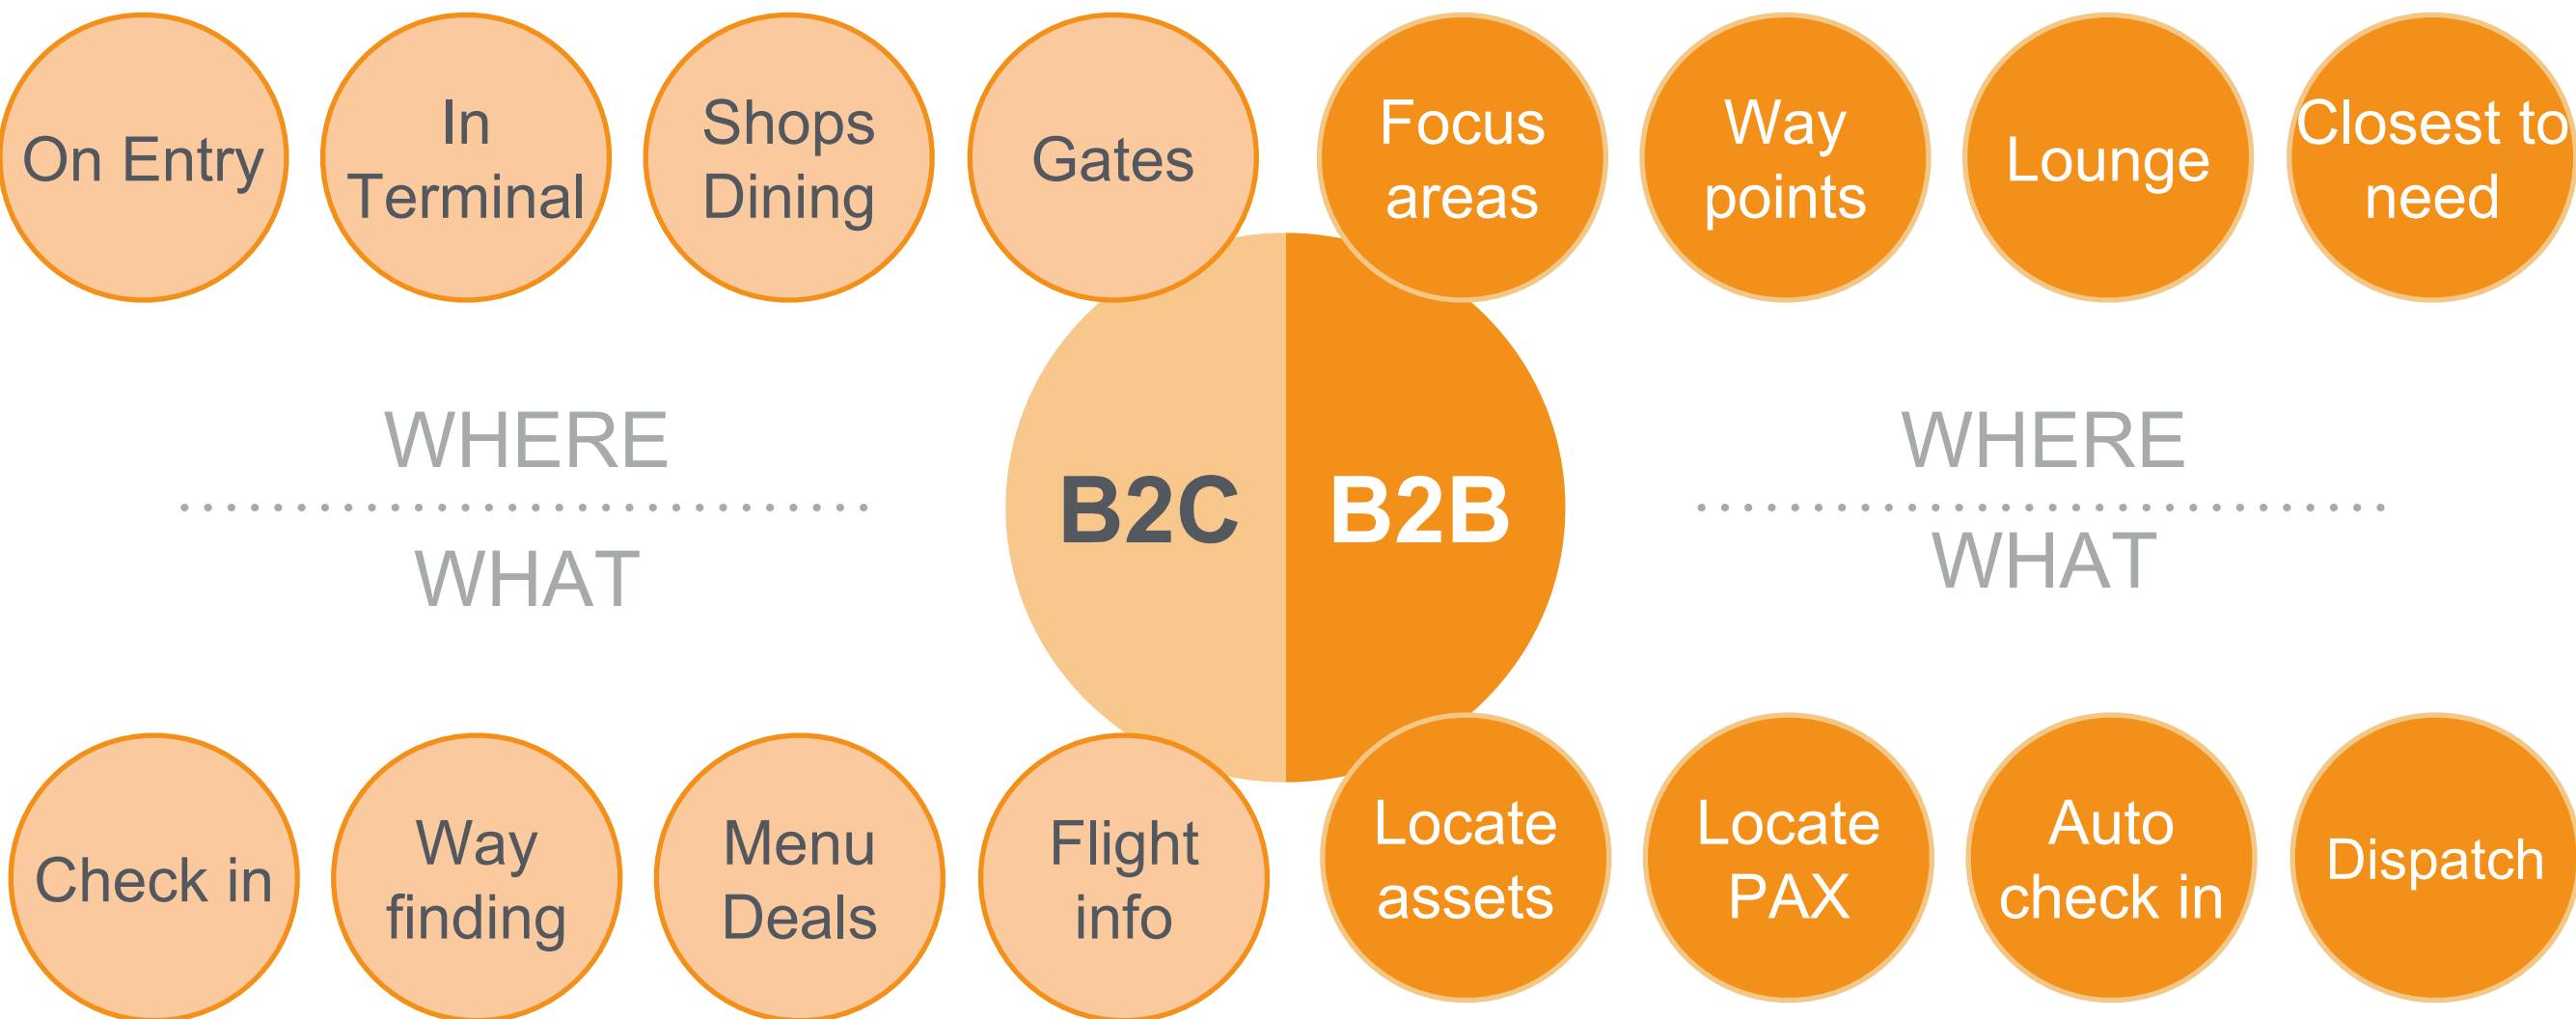 On Entry
In
Terminal
Shops
Dining
Gates
Focus
areas
Way
points
Lounge
Closest to
need
WHERE
WHAT
B2C
B2B
WHERE
WHAT
Check in
Way
finding
Menu
Deals
Flight
info
Locate
assets
Locate
PAX
Auto
check in
Dispatch